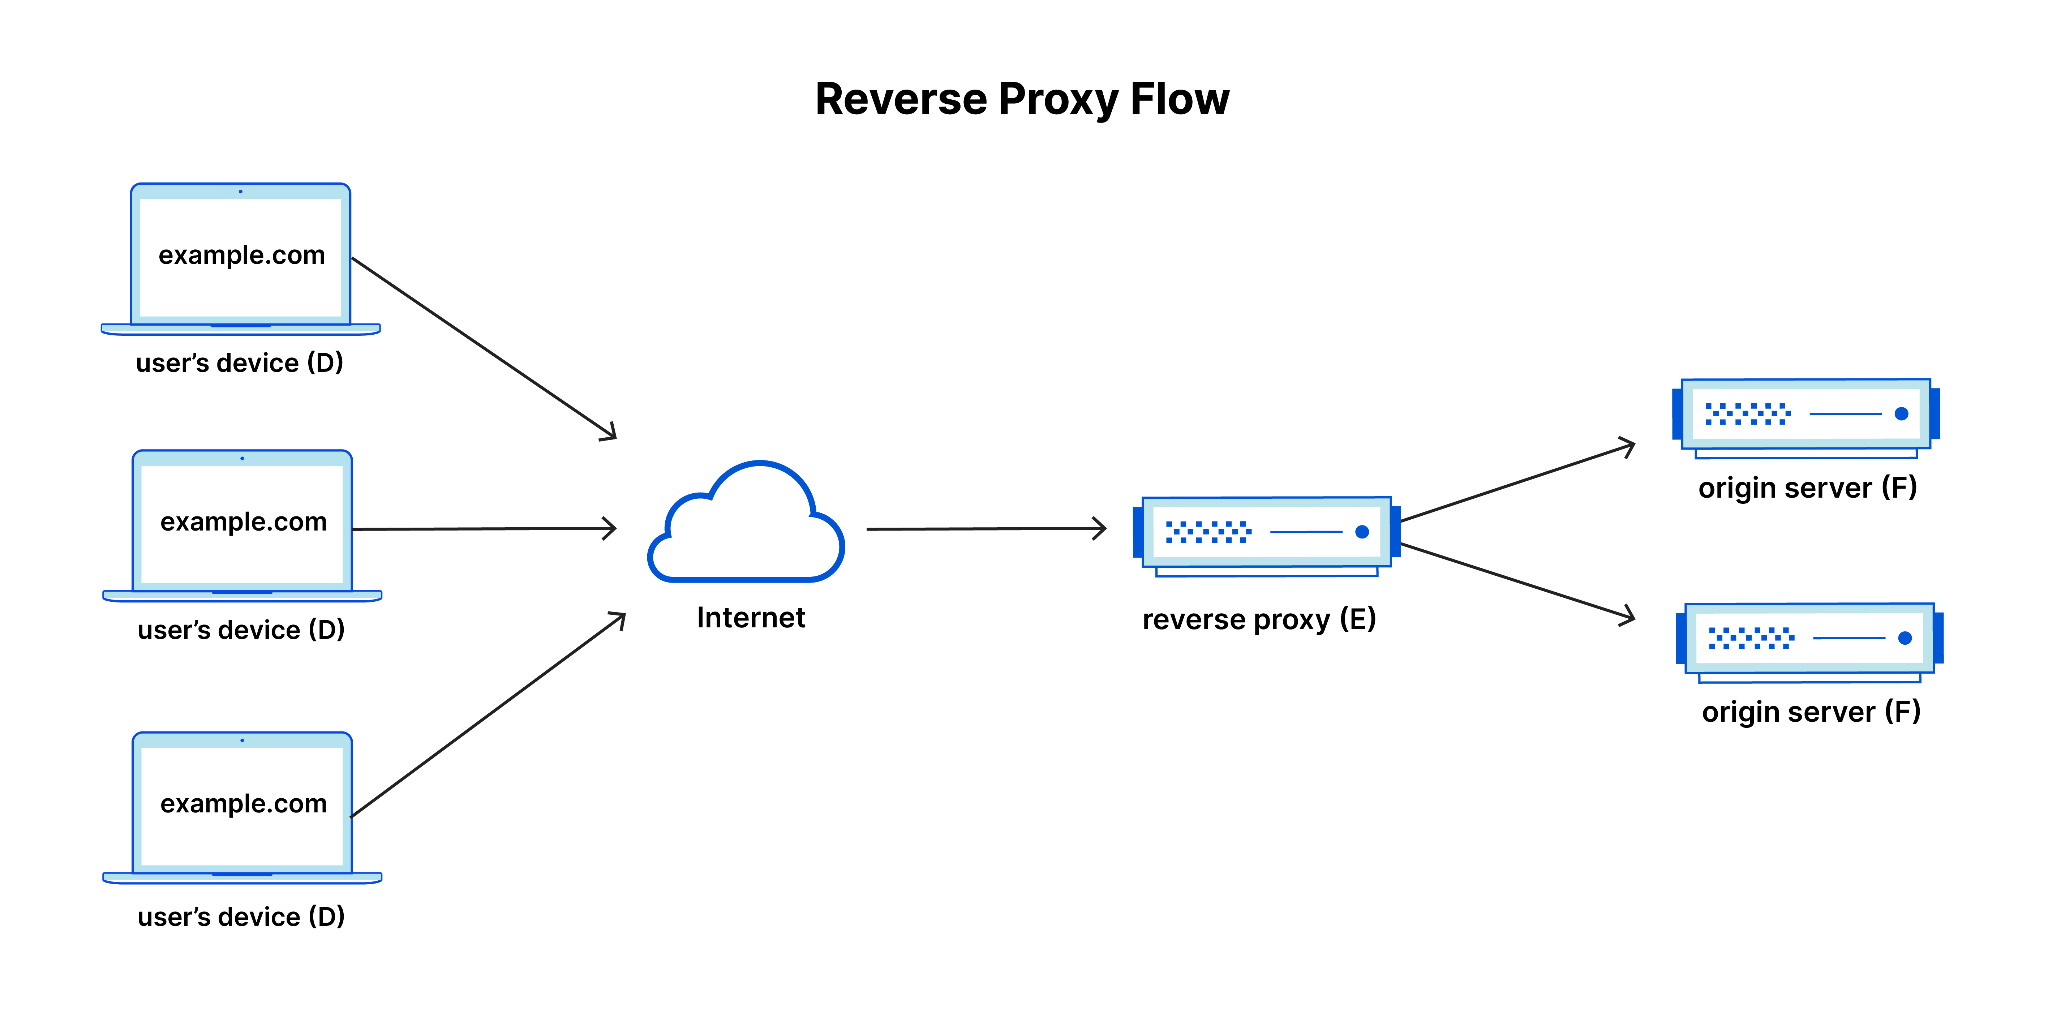 Reverse Proxy Flow
example.com
user’s device (D)
example.com
user’s device (D)
example.com
user’s device (D)
Internet
reverse proxy (E)
origin server (F)
origin server (F)